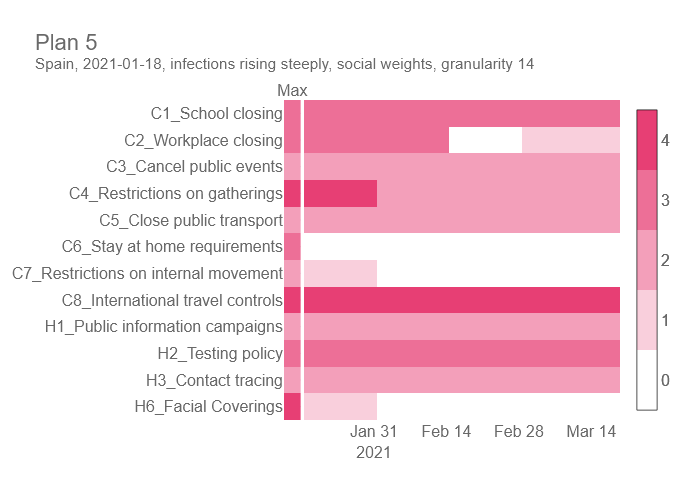 Plan 5
Spain, 2021-01-18, infections rising steeply, social weights, granularity 14
Max
C1_School closing
C2_Workplace closing
C3_Cancel public events
C4_Restrictions on gatherings
C5_Close public transport
C6_Stay at home requirements
C7_Restrictions on internal movement
C8_International travel controls
H1_Public information campaigns
H2_Testing policy
H3_Contact tracing
H6_Facial Coverings
Jan 31 Feb 14 Feb 28 Mar 14
2021
4
3
2
1
0